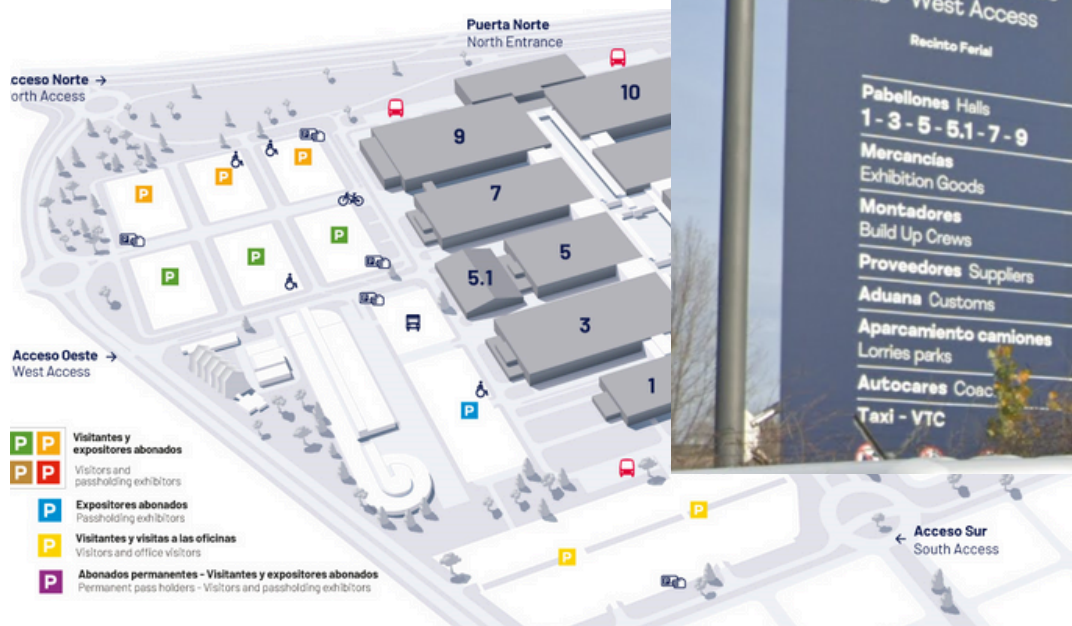 Puerta Norte
North Entrance
cceso Norte →
orth Access
10
9
7
5
5.1
3
1
P
P
P
P
P
P
P
Acceso Oeste →
West Access
P P
P P
Visitantes y
expositores abonados
Visitors and
passholding exhibitors
P
Expositores abonados
Passholding exhibitors
P
Visitantes y visitas a las oficinas
Visitors and office visitors
P
Abonados permanentes - Visitantes y expositores abonados
Permanent pass holders - Visitors and passholding exhibitors
P
P
← Acceso Sur
South Access
West Access
Recinto Ferial
Pabellones Halls
1 - 3 - 5 - 5.1 - 7 - 9
Mercancías
Exhibition Goods
Montadores
Build Up Crews
Proveedores Suppliers
Aduana Customs
Aparcamiento camiones
Lorries parks
Autocares Coac
Taxi - VTC